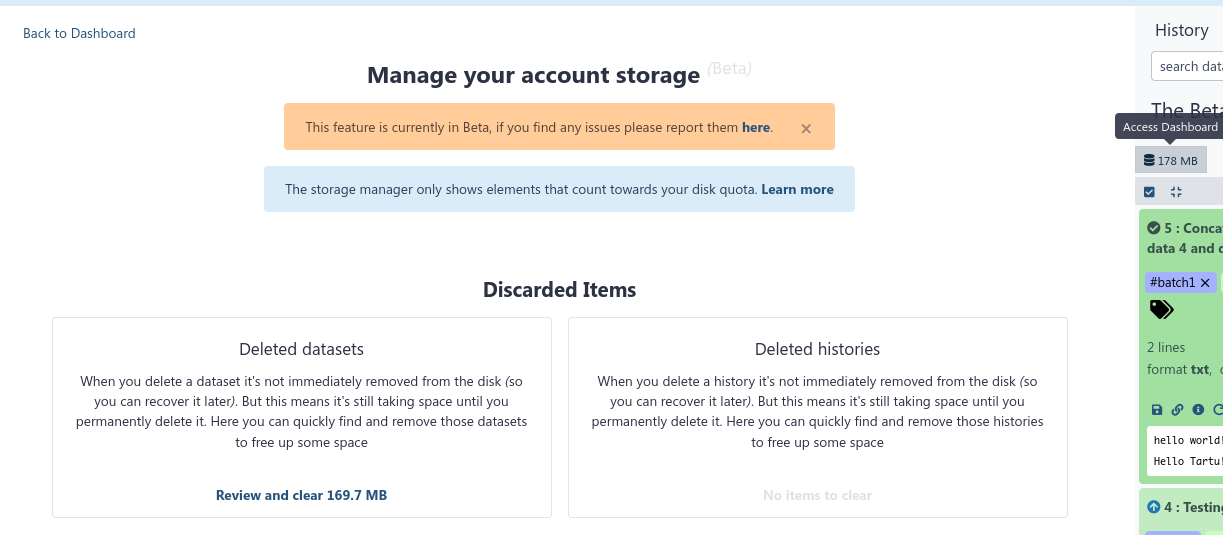 Back to Dashboard
Manage your account storage (Beta)
This feature is currently in Beta, if you find any issues please report them here.
The storage manager only shows elements that count towards your disk quota. Learn more
Discarded Items
Deleted datasets
When you delete a dataset it's not immediately removed from the disk (so
you can recover it later). But this means it's still taking space until you
permanently delete it. Here you can quickly find and remove those datasets
to free up some space
Review and clear 169.7 MB
Deleted histories
When you delete a history it's not immediately removed from the disk (so
you can recover it later). But this means it's still taking space until you
permanently delete it. Here you can quickly find and remove those histories
to free up some space
No items to clear
History
search data
The Beta
Access Dashboard
178 MB
5 : Conca
data 4 and
#batch1
2 lines
format txt,
hello world!
Hello Tartu!
4 : Testing